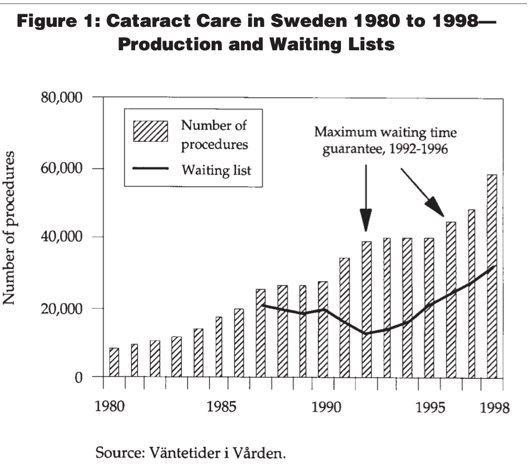 Figure 1: Cataract Care in Sweden 1980 to 1998—
Production and Waiting Lists
80,000
60,000
40,000
20,000
0
Number of procedures
Number of
procedures
Waiting list
Maximum waiting time
guarantee, 1992-1996
1980
1985
1990
1995
1998
Source: Väntetider i Vården.